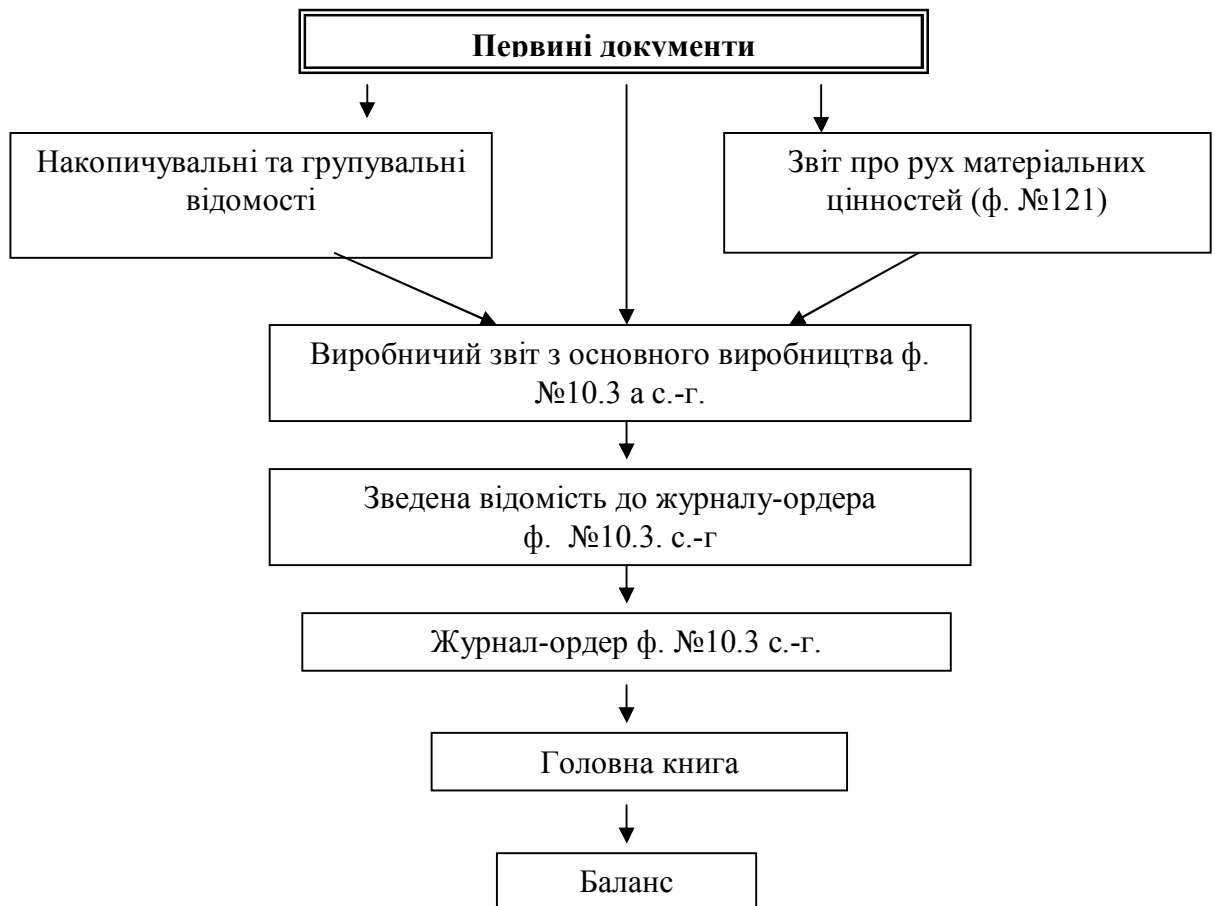 Первині документи
Накопичувальні та групувальні
відомості
Звіт про рух матеріальних
цінностей (ф. №121)
Виробничий звіт з основного виробництва ф.
№10.3 а с.-г.
Зведена відомість до журналу-ордера
ф. №10.3. с.-г
Журнал-ордер ф. №10.3 с.-г.
Головна книга
Баланс